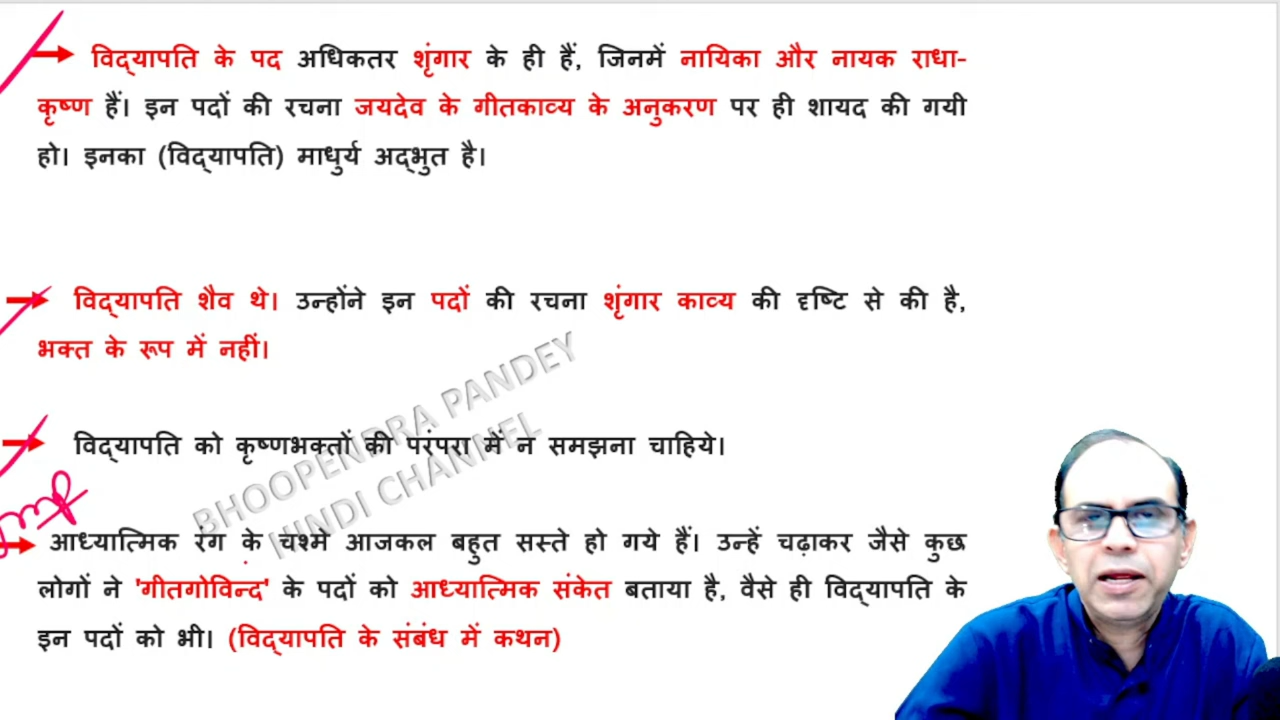 विद्यापति के पद अधिकतर शृंगार के ही हैं, जिनमें नायिका और नायक राधा-
कृष्ण हैं। इन पदों की रचना जयदेव के गीतकाव्य के अनुकरण पर ही शायद की गयी
हो। इनका (विद्यापति) माधुर्य अद्भुत है।
विद्यापति शैव थे। उन्होंने इन पदों की रचना शृंगार काव्य की दृष्टि से की है,
भक्त के रूप में नहीं।
विद्यापति को कृष्णभक्तों की परंपरा में न समझना चाहिये।
आध्यात्मिक रंग के चश्मे आजकल बहुत सस्ते हो गये हैं। उन्हें चढ़ाकर जैसे कुछ
लोगों ने 'गीतगोविन्द' के पदों को आध्यात्मिक संकेत बताया है, वैसे ही विद्यापति के
इन पदों को भी। (विद्यापति के संबंध में कथन)
BHOOPENDRA PANDEY
HINDI CHANNEL